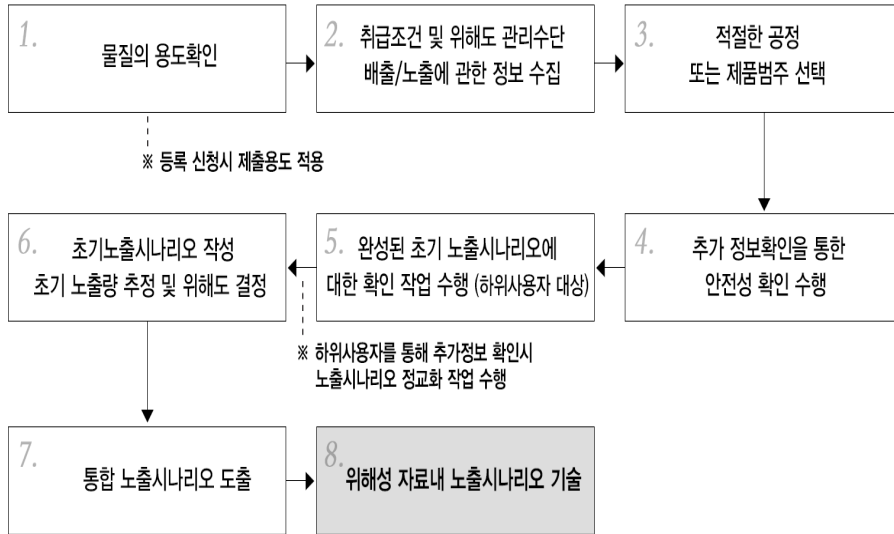 1.
물질의 용도확인
※ 등록 신청시 제출용도 적용
2.
취급조건 및 위해도 관리수단
배출/노출에 관한 정보 수집
3.
적절한 공정
또는 제품범주 선택
4.
추가 정보확인을 통한
안전성 확인 수행
5.
완성된 초기 노출시나리오에
대한 확인 작업 수행 (하위사용자 대상)
※ 하위사용자를 통해 추가정보 확인시
노출시나리오 정교화 작업 수행
6.
초기노출시나리오 작성
초기 노출량 추정 및 위해도 결정
7.
통합 노출시나리오 도출
8.
위해성 자료내 노출시나리오 기술